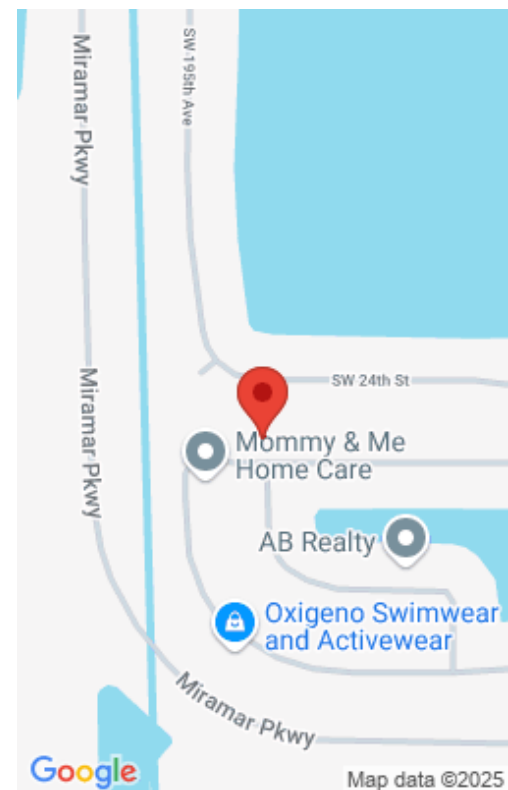 Miramar Pkwy
SW 195th Ave
SW 24th St
Miramar Pkwy
Mommy & Me
Home Care
AB Realty
Oxigeno Swimwear
and Activewear
Miramar Pkwy
Google
Map data ©2025